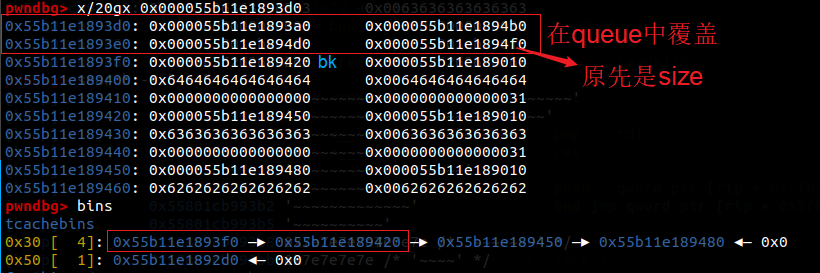 pwndbg> x/20gx 0x000055b11e1893d0
0x55b11e1893d0: 0x000055b11e1893a0 0x000055b11e1894b0
0x55b11e1893e0: 0x000055b11e1894d0 0x000055b11e1894f0
在queue中覆盖
0x55b11e1893f0: 0x000055b11e189420 bk 0x000055b11e189010
原先是size
0x55b11e189400: 0x6464646464646464 0x0064646464646464
0x55b11e189410: 0x0000000000000000 0x0000000000000031
0x55b11e189420: 0x000055b11e189450 0x000055b11e189010
0x55b11e189430: 0x6363636363636363 0x0063636363636363
0x55b11e189440: 0x0000000000000000 0x0000000000000031
0x55b11e189450: 0x000055b11e189480 0x000055b11e189010
0x55b11e189460: 0x6262626262626262 0x0062626262626262
pwndbg> bins
tcachebins
0x30 [ 4]: 0x55b11e1893f0 —▸ 0x55b11e189420 —▸ 0x55b11e189450 —▸ 0x55b11e189480 ◂— 0x0
0x50 [ 1]: 0x55b11e1892d0 ◂— 0x0